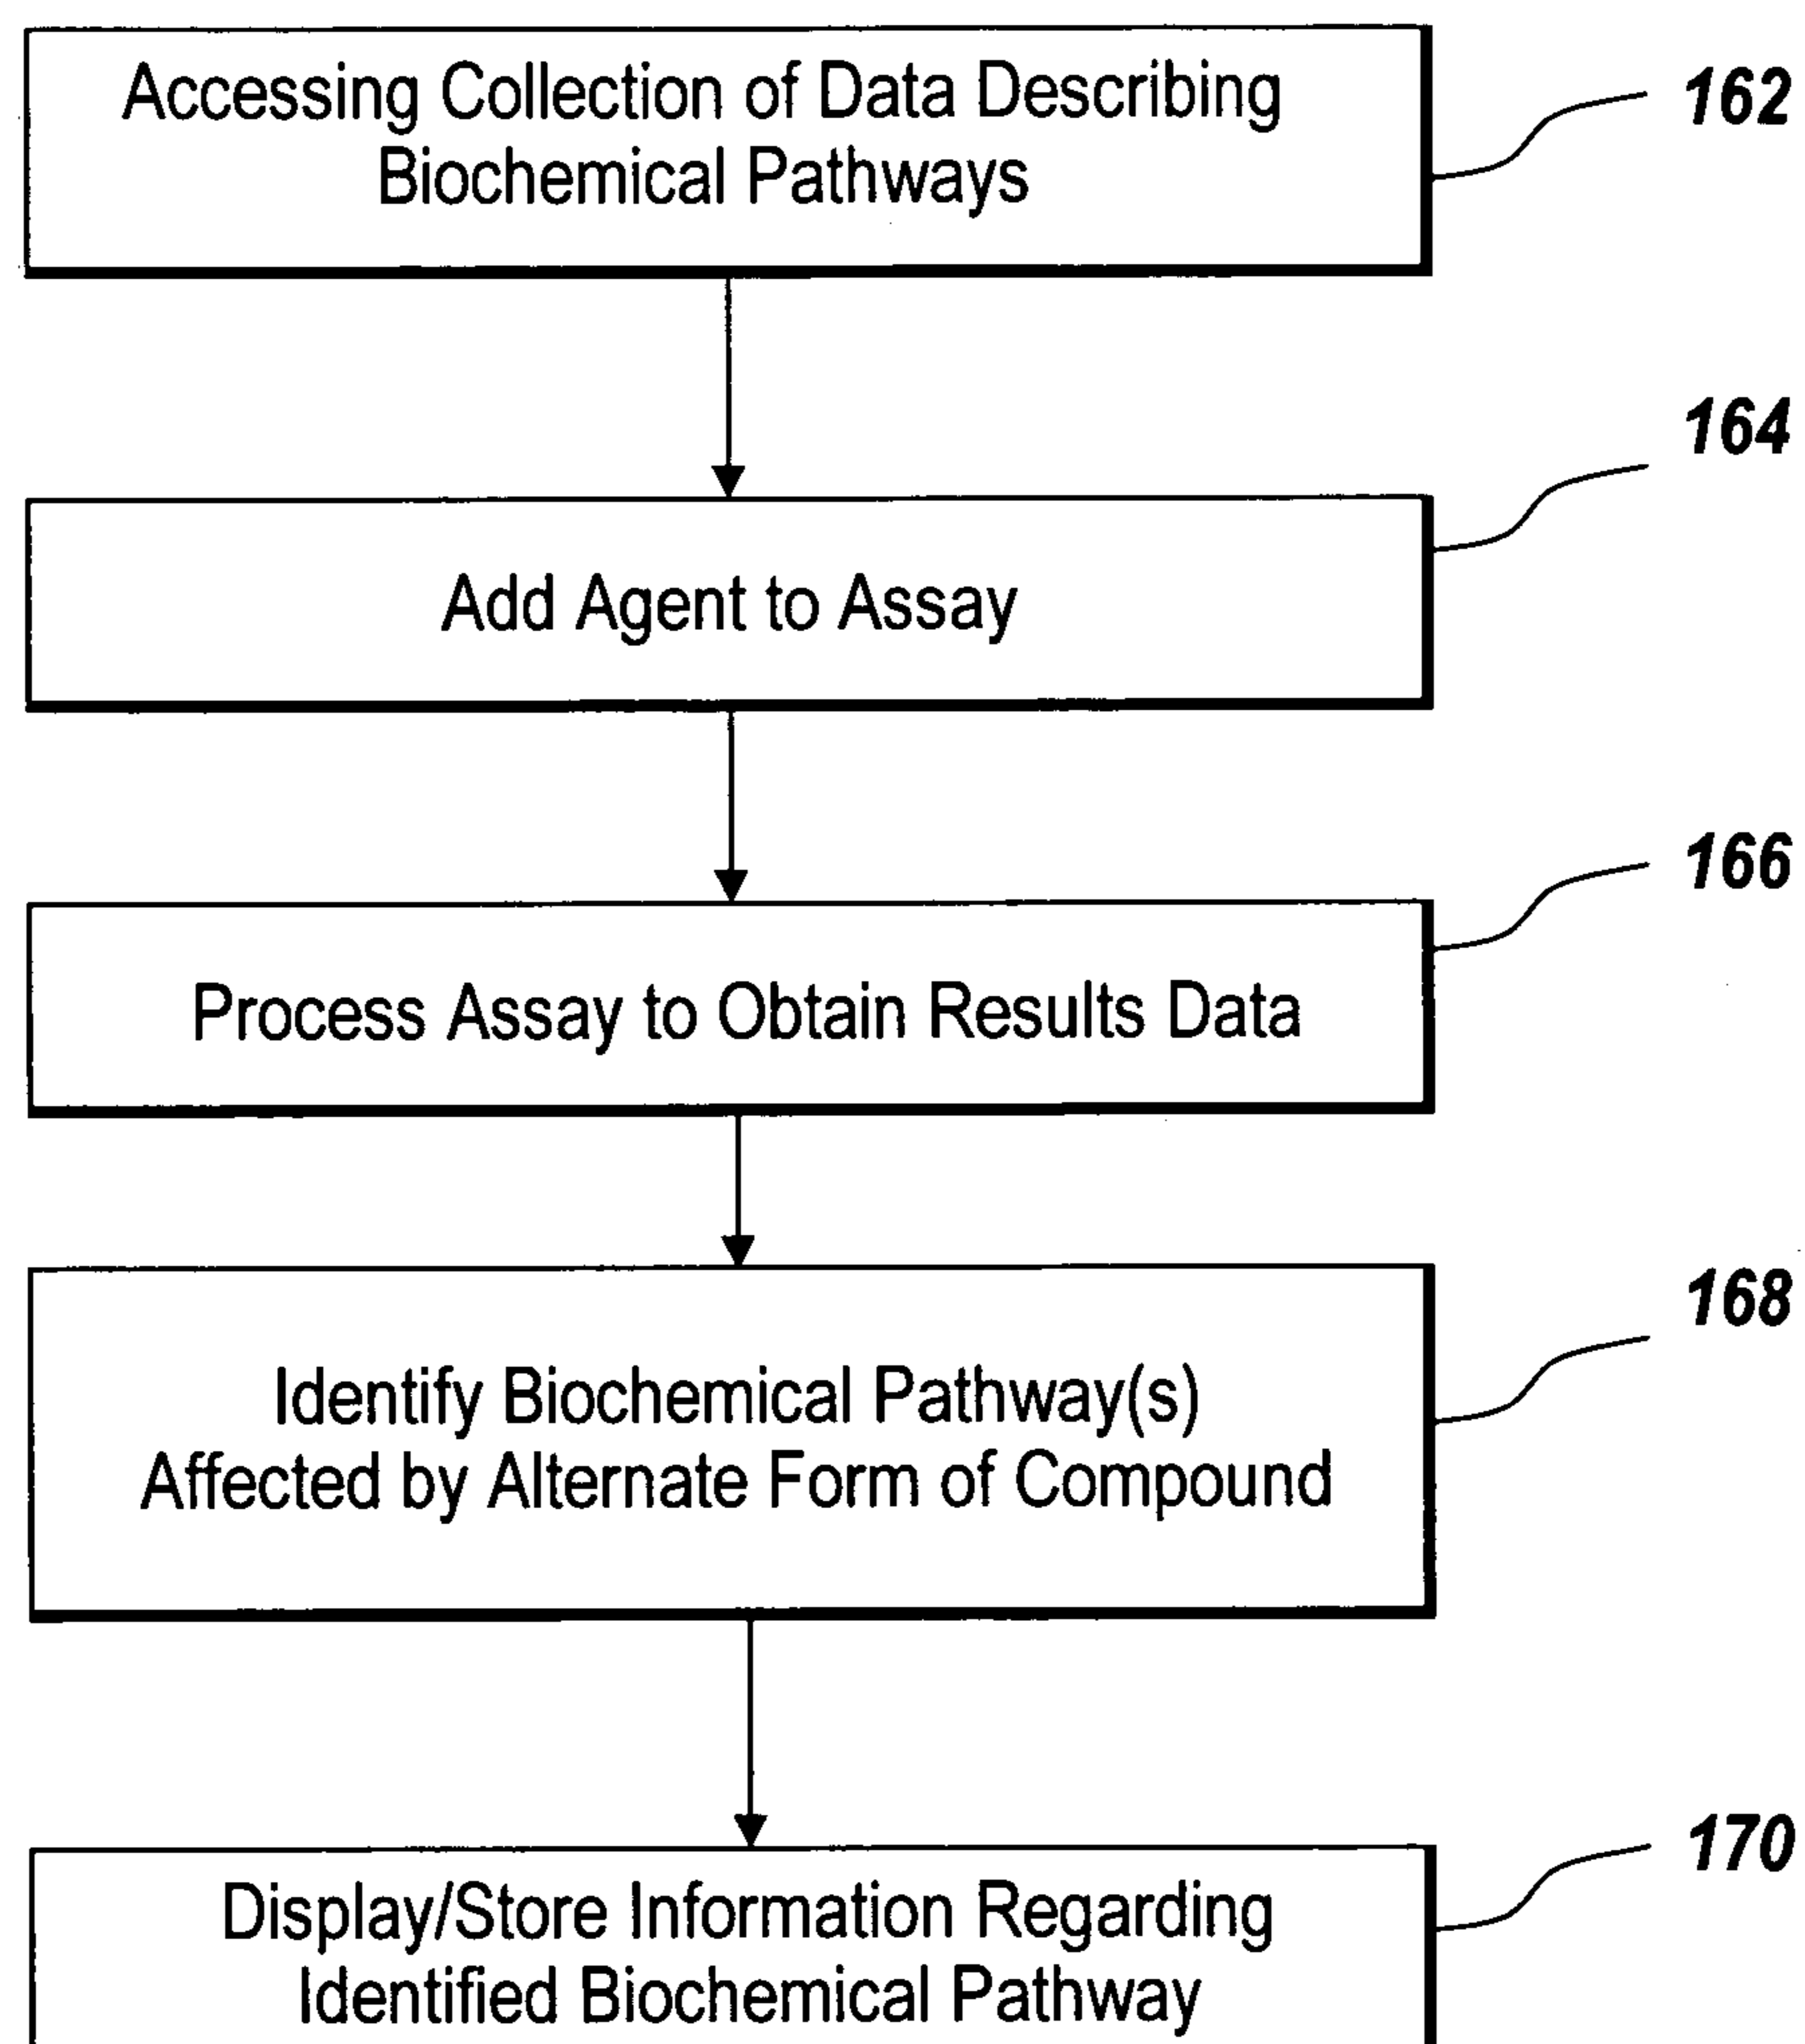 Accessing Collection of Data Describing
Biochemical Pathways
162
164
Add Agent to Assay
166
Process Assay to Obtain Results Data
168
Identify Biochemical Pathway(s)
Affected by Alternate Form of Compound
170
Display/Store Information Regarding
Identified Biochemical Pathway